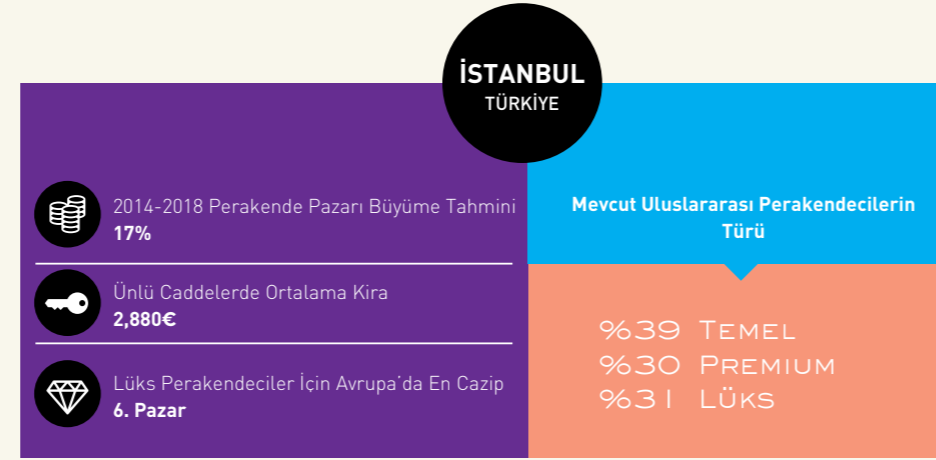 İSTANBUL
TÜRKİYE
2014-2018 Perakende Pazarı Büyüme Tahmini
17%
Ünlü Caddelerde Ortalama Kira
2,880€
Lüks Perakendeciler İçin Avrupa'da En Cazip
6. Pazar
Mevcut Uluslararası Perakendecilerin
Türü
%39 Temel
%30 Premium
%31 Lüks